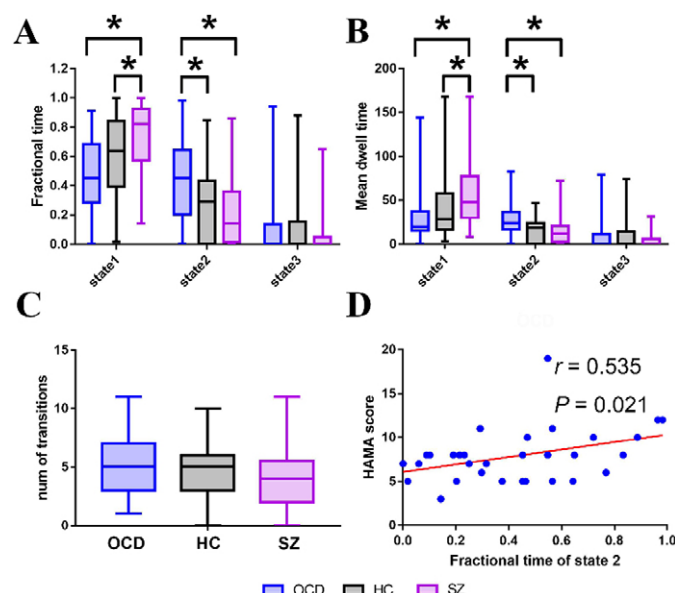 A
B
* *
* *
* *
* *
Fractional time
1.2
1.0
0.8
0.6
0.4
0.2
0.0
state1 state2 state3
Mean dwell time
200
150
100
50
0
state1 state2 state3
C
D
num of transitions
15
10
5
0
OCD HC SZ
HAMA score
20
15
10
5
0
r = 0.535
P = 0.021
0.0 0.2 0.4 0.6 0.8 1.0
Fractional time of state 2
OCD HC SZ